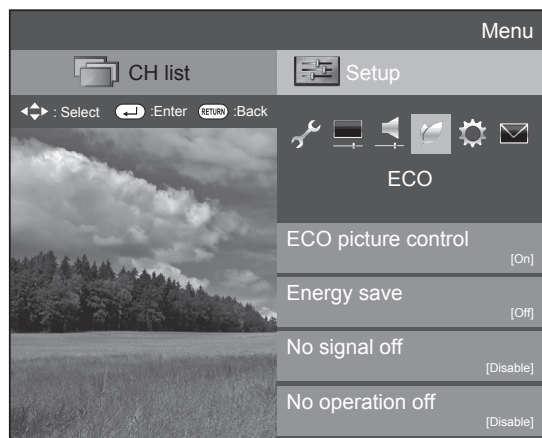 Menu
CH list
Setup
: Select :Enter RETURN :Back
ECO
ECO picture control
[On]
Energy save
[Off]
No signal off
[Disable]
No operation off
[Disable]